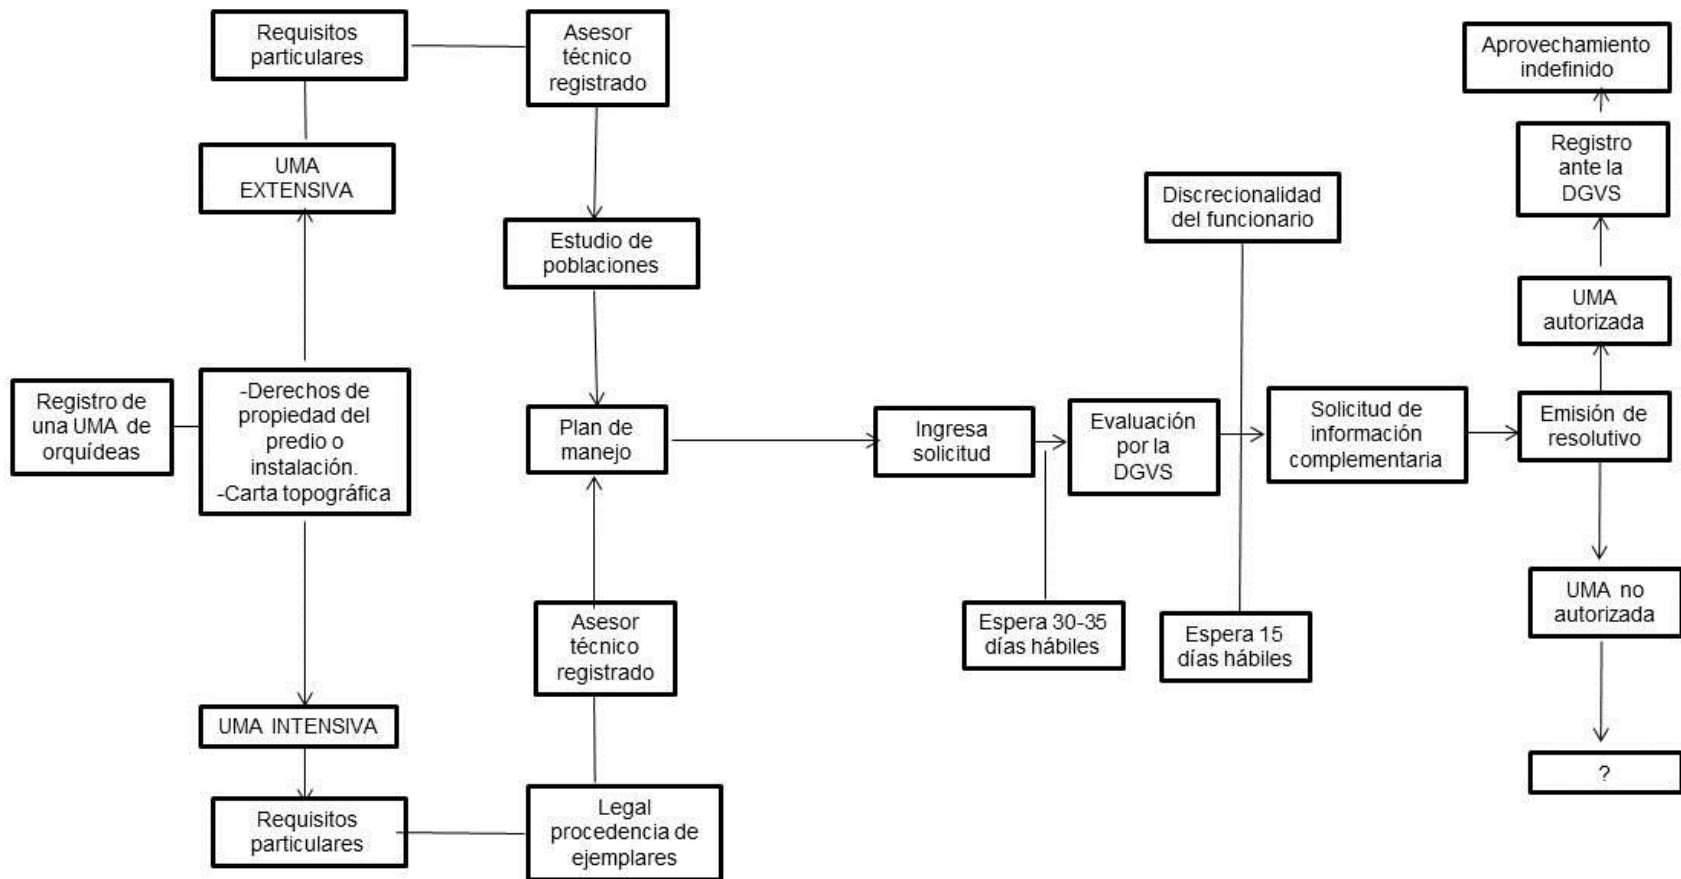 Requisitos
particulares
Asesor
técnico
registrado
UMA
EXTENSIVA
Estudio de
poblaciones
Registro de
una UMA de
orquídeas
-Derechos de
propiedad del
predio o
instalación.
-Carta topográfica
Plan de
manejo
UMA INTENSIVA
Requisitos
particulares
Legal
procedencia de
ejemplares
Asesor
técnico
registrado
Ingresa
solicitud
Espera 30-35
días hábiles
Evaluación
por la
DGVS
Discrecionalidad
del funcionario
Espera 15
días hábiles
Solicitud de
información
complementaria
Emisión de
resolutivo
UMA
autorizada
Registro
ante la
DGVS
Aprovechamiento
indefinido
UMA no
autorizada
?